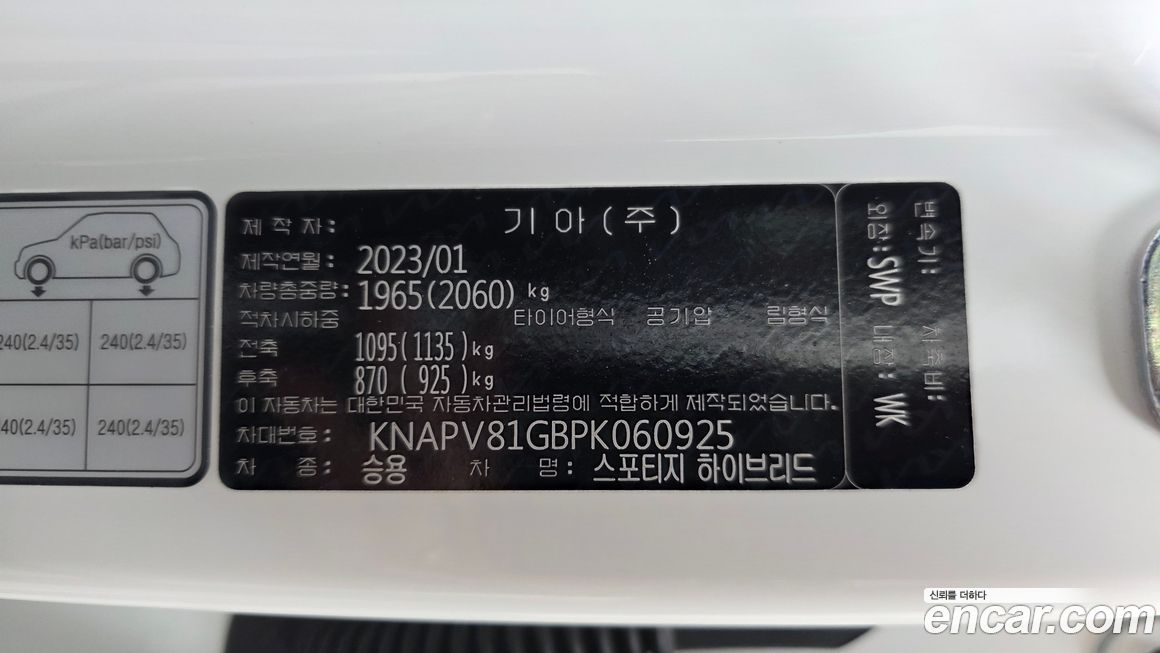 kPa(bar/psi)
240(2.4/35) 240(2.4/35)
240(2.4/35) 240(2.4/35)
제 작 자: 기 아 ( 주 )
제작연월: 2023/01
차량총중량: 1965(2060) kg
적차시하중 타이어형식 공기압 림형식
전축 1095( 1135 )kg
후축 870 ( 925 )kg
이 자동차는 대한민국 자동차관리법령에 적합하게 제작되었습니다.
차대번호: KNAPV81GBPK060925
차 종: 승용 차 명: 스포티지 하이브리드
변속기: 차축비:
외장:SWP 내장: WK
신뢰를 더하다
encar.com